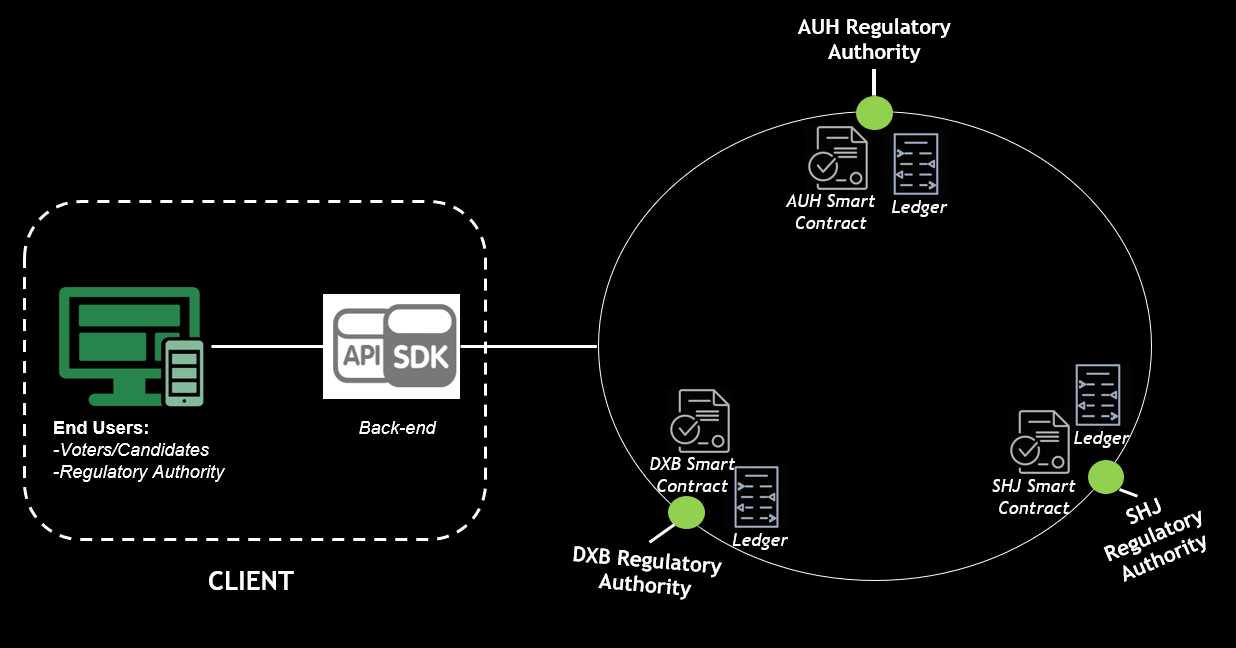 AUH Regulatory
Authority
AUH Smart
Contract
Ledger
API
SDK
End Users:
-Voters/Candidates
-Regulatory Authority
Back-end
CLIENT
DXB Smart
Contract
Ledger
DXB Regulatory
Authority
Ledger
SHJ Smart
Contract
SHJ
Regulatory
Authority